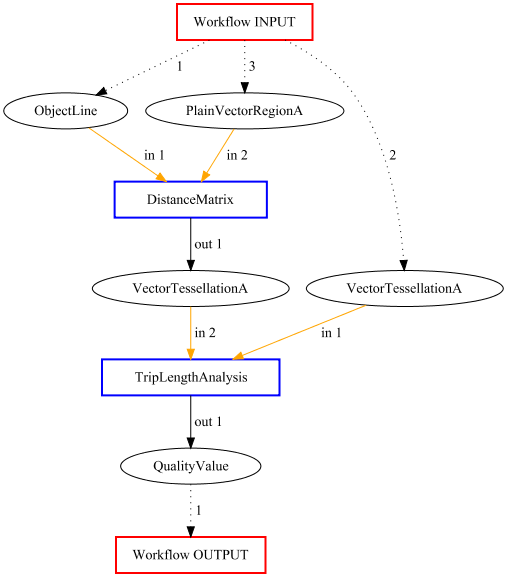 Workflow INPUT
1
3
ObjectLine
PlainVectorRegionA
in 1
in 2
2
DistanceMatrix
out 1
VectorTessellationA
VectorTessellationA
in 2
in 1
TripLengthAnalysis
out 1
QualityValue
1
Workflow OUTPUT